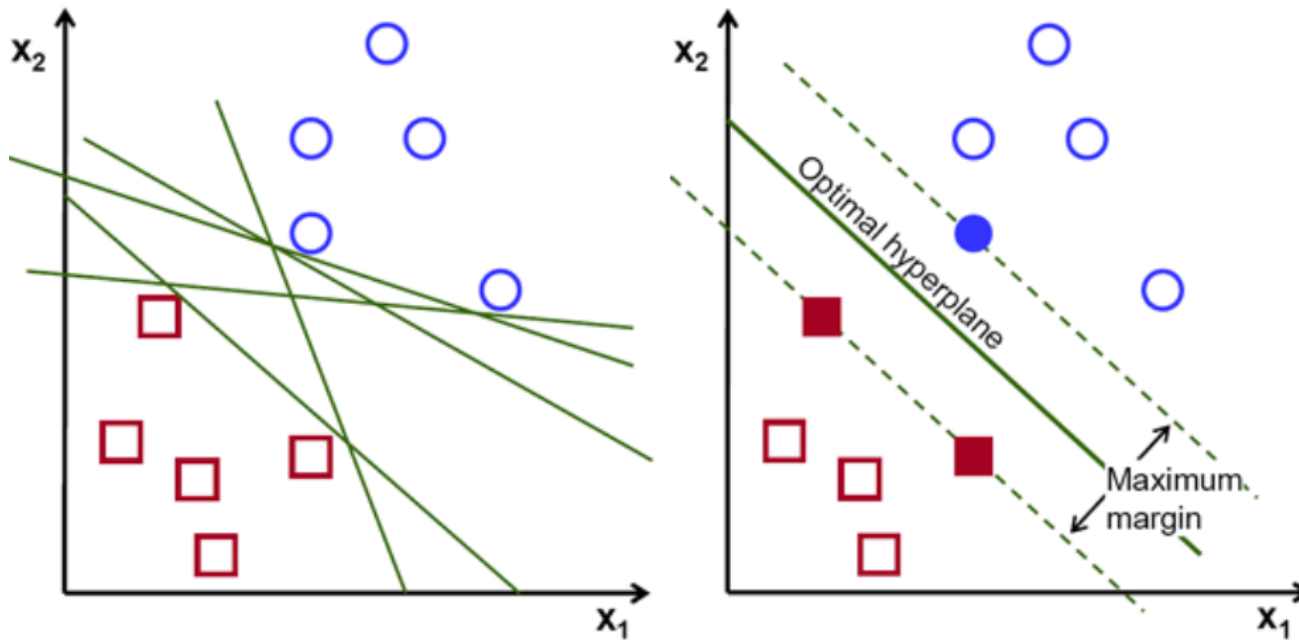 x₂
x₁
x₂
Optimal hyperplane
Maximum
margin
x₁